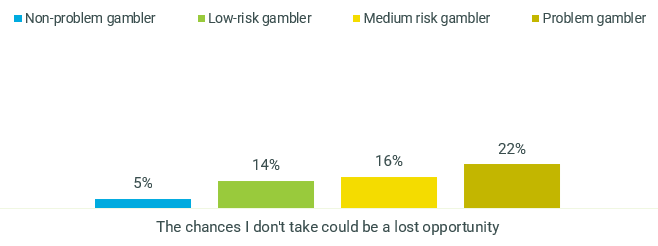 Non-problem gambler Low-risk gambler Medium risk gambler Problem gambler
22%
16%
14%
5%
The chances I don't take could be a lost opportunity